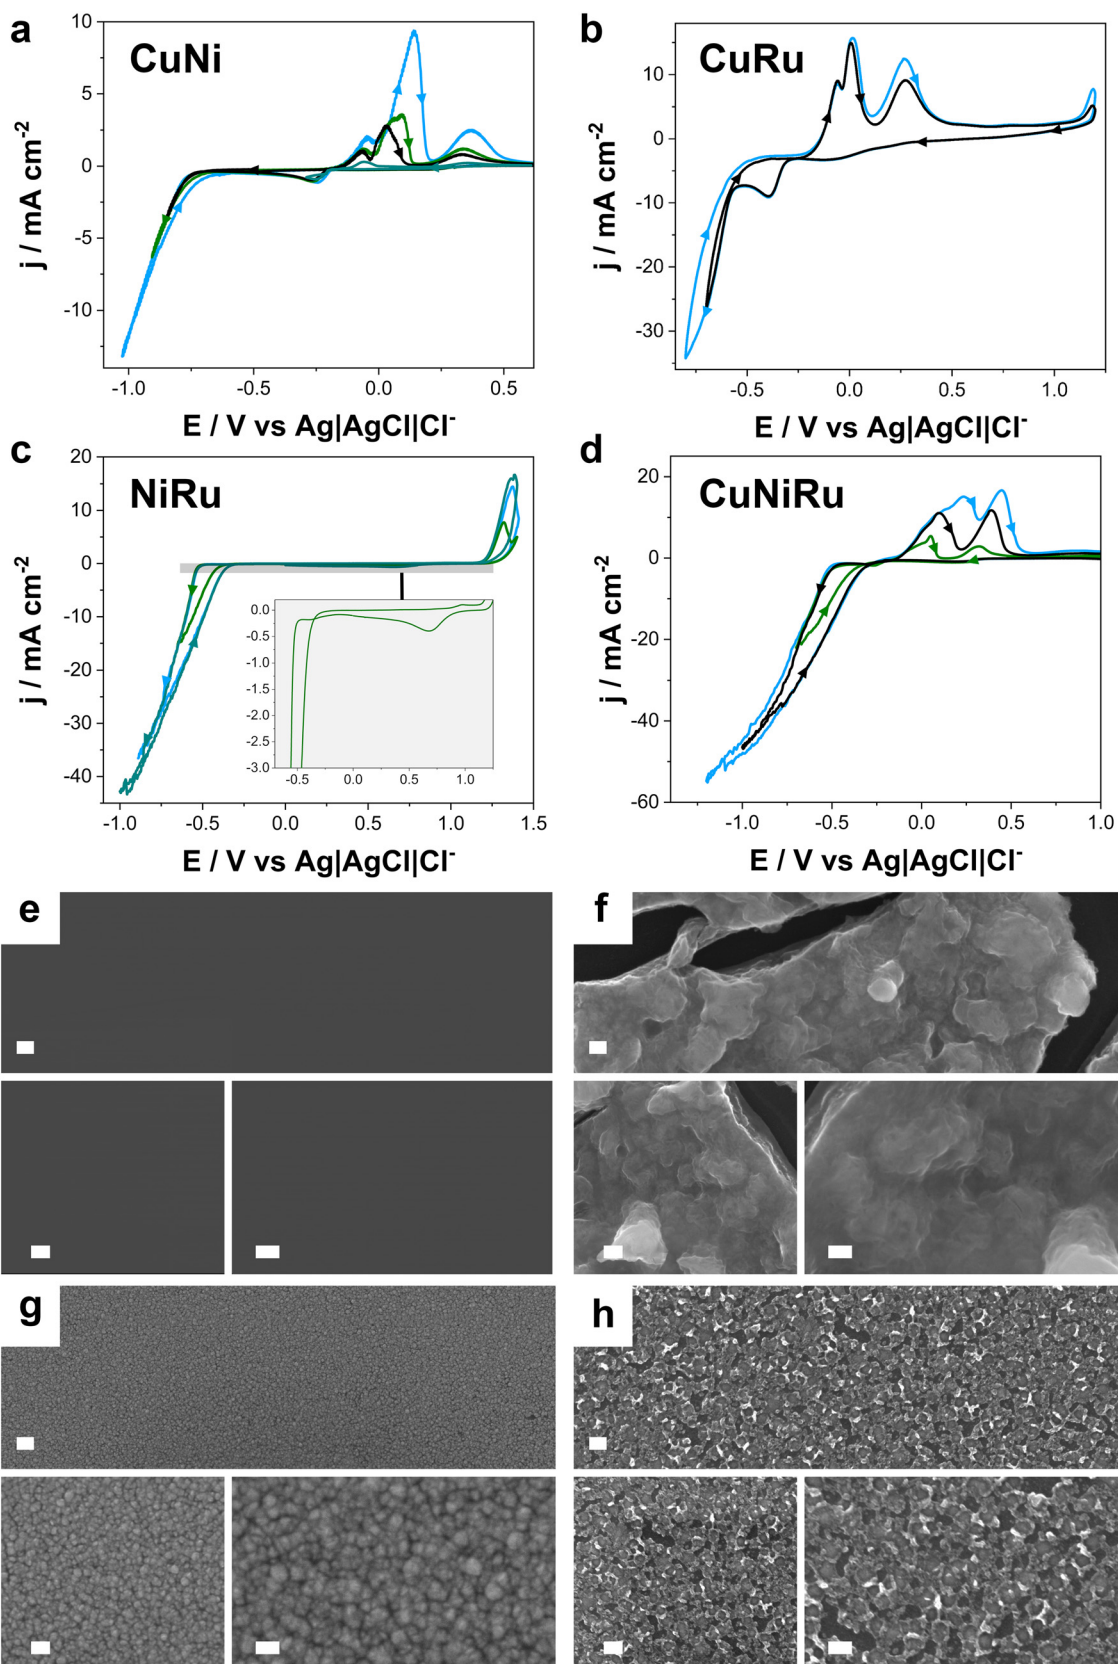 a
CuNi
10
5
0
-5
-10
j / mA cm⁻²
-1.0 -0.5 0.0 0.5
E / V vs Ag|AgCl|Cl⁻
b
CuRu
10
0
-10
-20
-30
j / mA cm⁻²
-0.5 0.0 0.5 1.0
E / V vs Ag|AgCl|Cl⁻
c
NiRu
20
10
0
-10
-20
-30
-40
j / mA cm⁻²
0.0
-0.5
-1.0
-1.5
-2.0
-2.5
-3.0
-0.5 0.0 0.5 1.0
-1.0 -0.5 0.0 0.5 1.0 1.5
E / V vs Ag|AgCl|Cl⁻
d
CuNiRu
20
0
-20
-40
-60
j / mA cm⁻²
-1.0 -0.5 0.0 0.5 1.0
E / V vs Ag|AgCl|Cl⁻
e
f
g
h